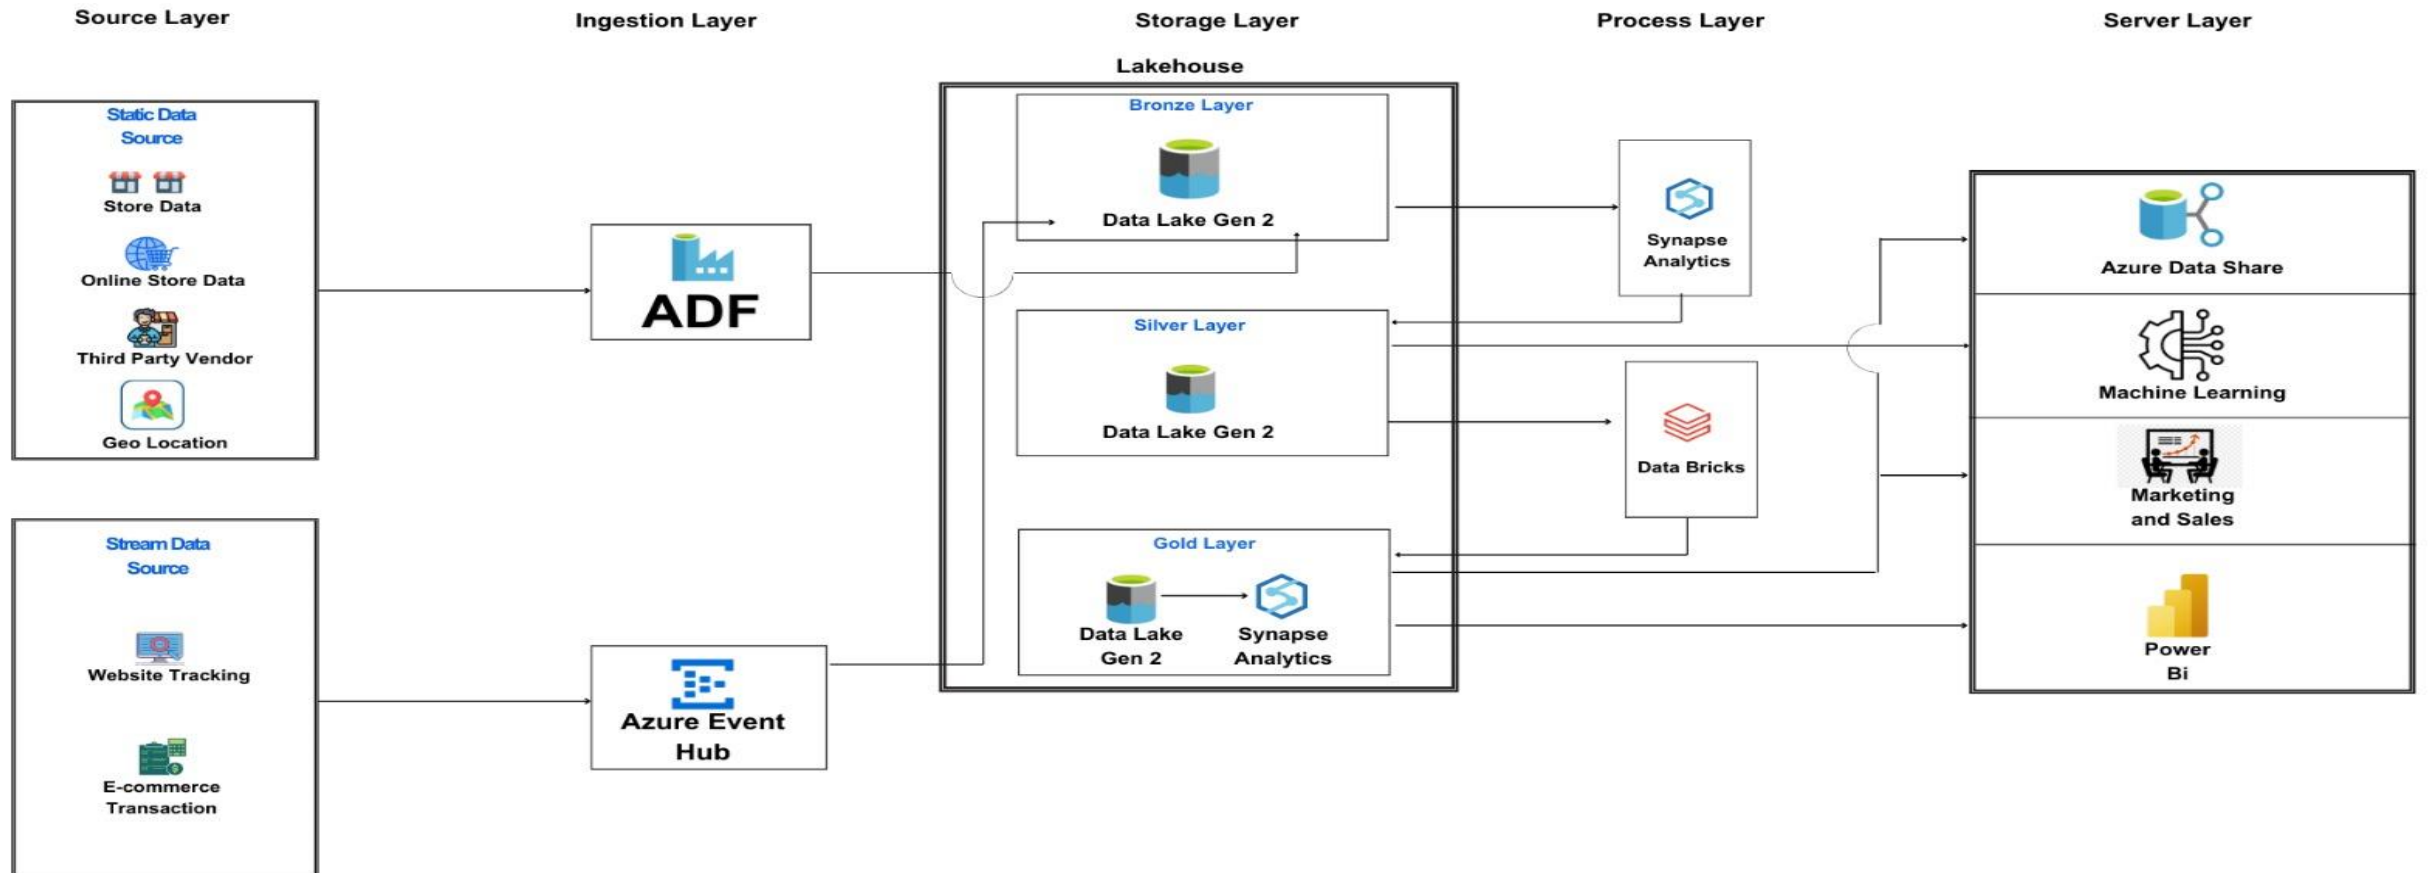 Source Layer
Ingestion Layer
Storage Layer
Process Layer
Server Layer
Static Data
Source
Store Data
Online Store Data
Third Party Vendor
Geo Location
Stream Data
Source
Website Tracking
E-commerce
Transaction
ADF
Azure Event
Hub
Lakehouse
Bronze Layer
Data Lake Gen 2
Silver Layer
Data Lake Gen 2
Gold Layer
Data Lake
Gen 2
Synapse
Analytics
Synapse
Analytics
Data Bricks
Azure Data Share
Machine Learning
Marketing
and Sales
Power
Bi